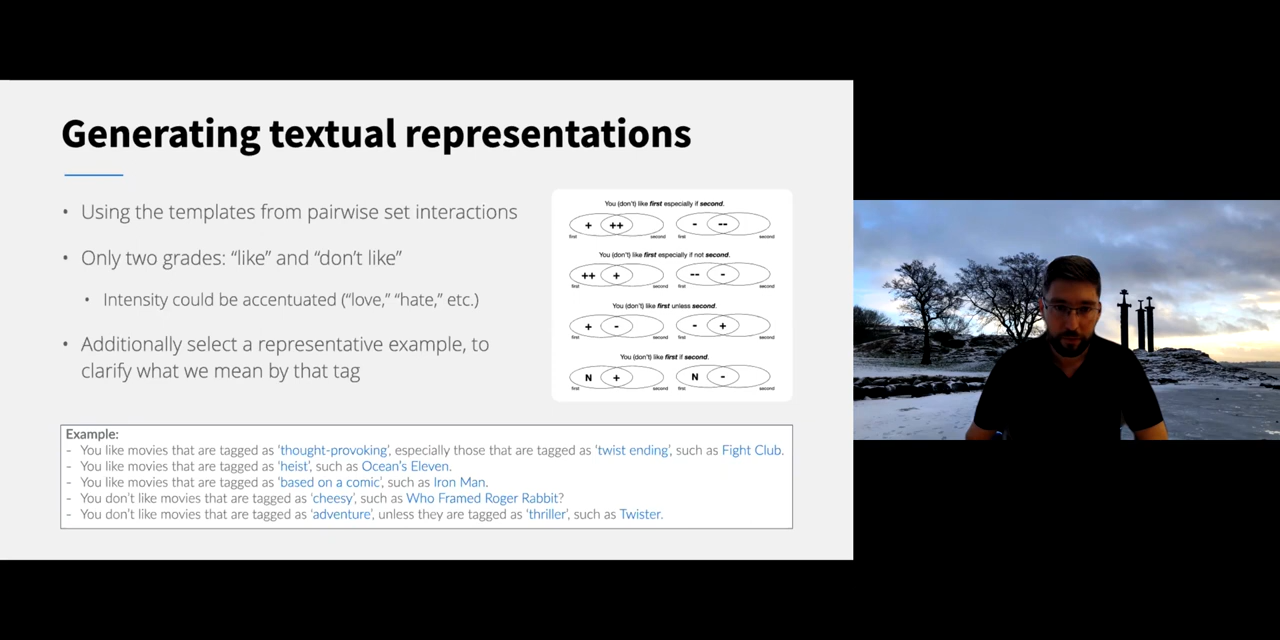 Generating textual representations
• Using the templates from pairwise set interactions
• Only two grades: “like” and “don’t like”
• Intensity could be accentuated (“love,” “hate,” etc.)
• Additionally select a representative example, to
clarify what we mean by that tag
You (don't) like first especially if second.
+ ++ - --
first second first second
You (don't) like first especially if not second.
++ + -- -
first second first second
You (don't) like first unless second.
+ - - +
first second first second
You (don't) like first if second.
N + N -
first second first second
Example:
- You like movies that are tagged as ‘thought-provoking’, especially those that are tagged as ‘twist ending’, such as Fight Club.
- You like movies that are tagged as ‘heist’, such as Ocean’s Eleven.
- You like movies that are tagged as ‘based on a comic’, such as Iron Man.
- You don’t like movies that are tagged as ‘cheesy’, such as Who Framed Roger Rabbit?
- You don’t like movies that are tagged as ‘adventure’, unless they are tagged as ‘thriller’, such as Twister.